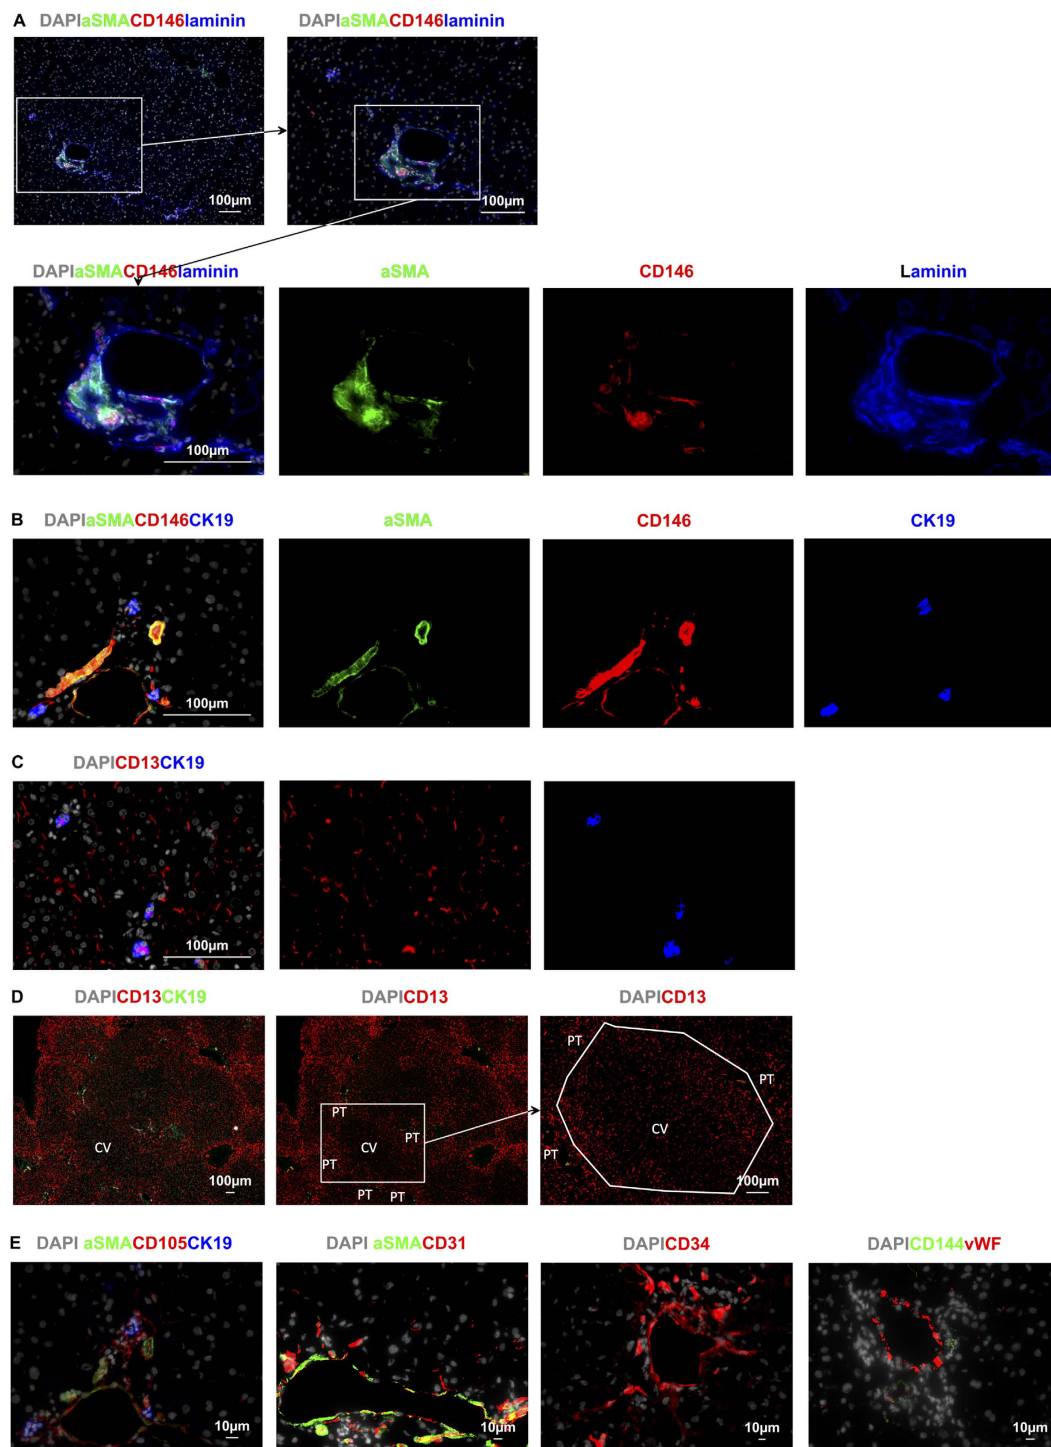 A DAPIaSMACD146laminin DAPIaSMACD146laminin
100µm 100µm
DAPIaSMACD146laminin aSMA CD146 Laminin
100µm
B DAPIaSMACD146CK19 aSMA CD146 CK19
100µm
C DAPICD13CK19
100µm
D DAPICD13CK19 DAPICD13 DAPICD13
PT
PT PT
PT
CV CV CV
PT PT
PT PT
100µm 100µm
E DAPI aSMACD105CK19 DAPI aSMACD31 DAPICD34 DAPICD144vWF
10µm 10µm 10µm 10µm